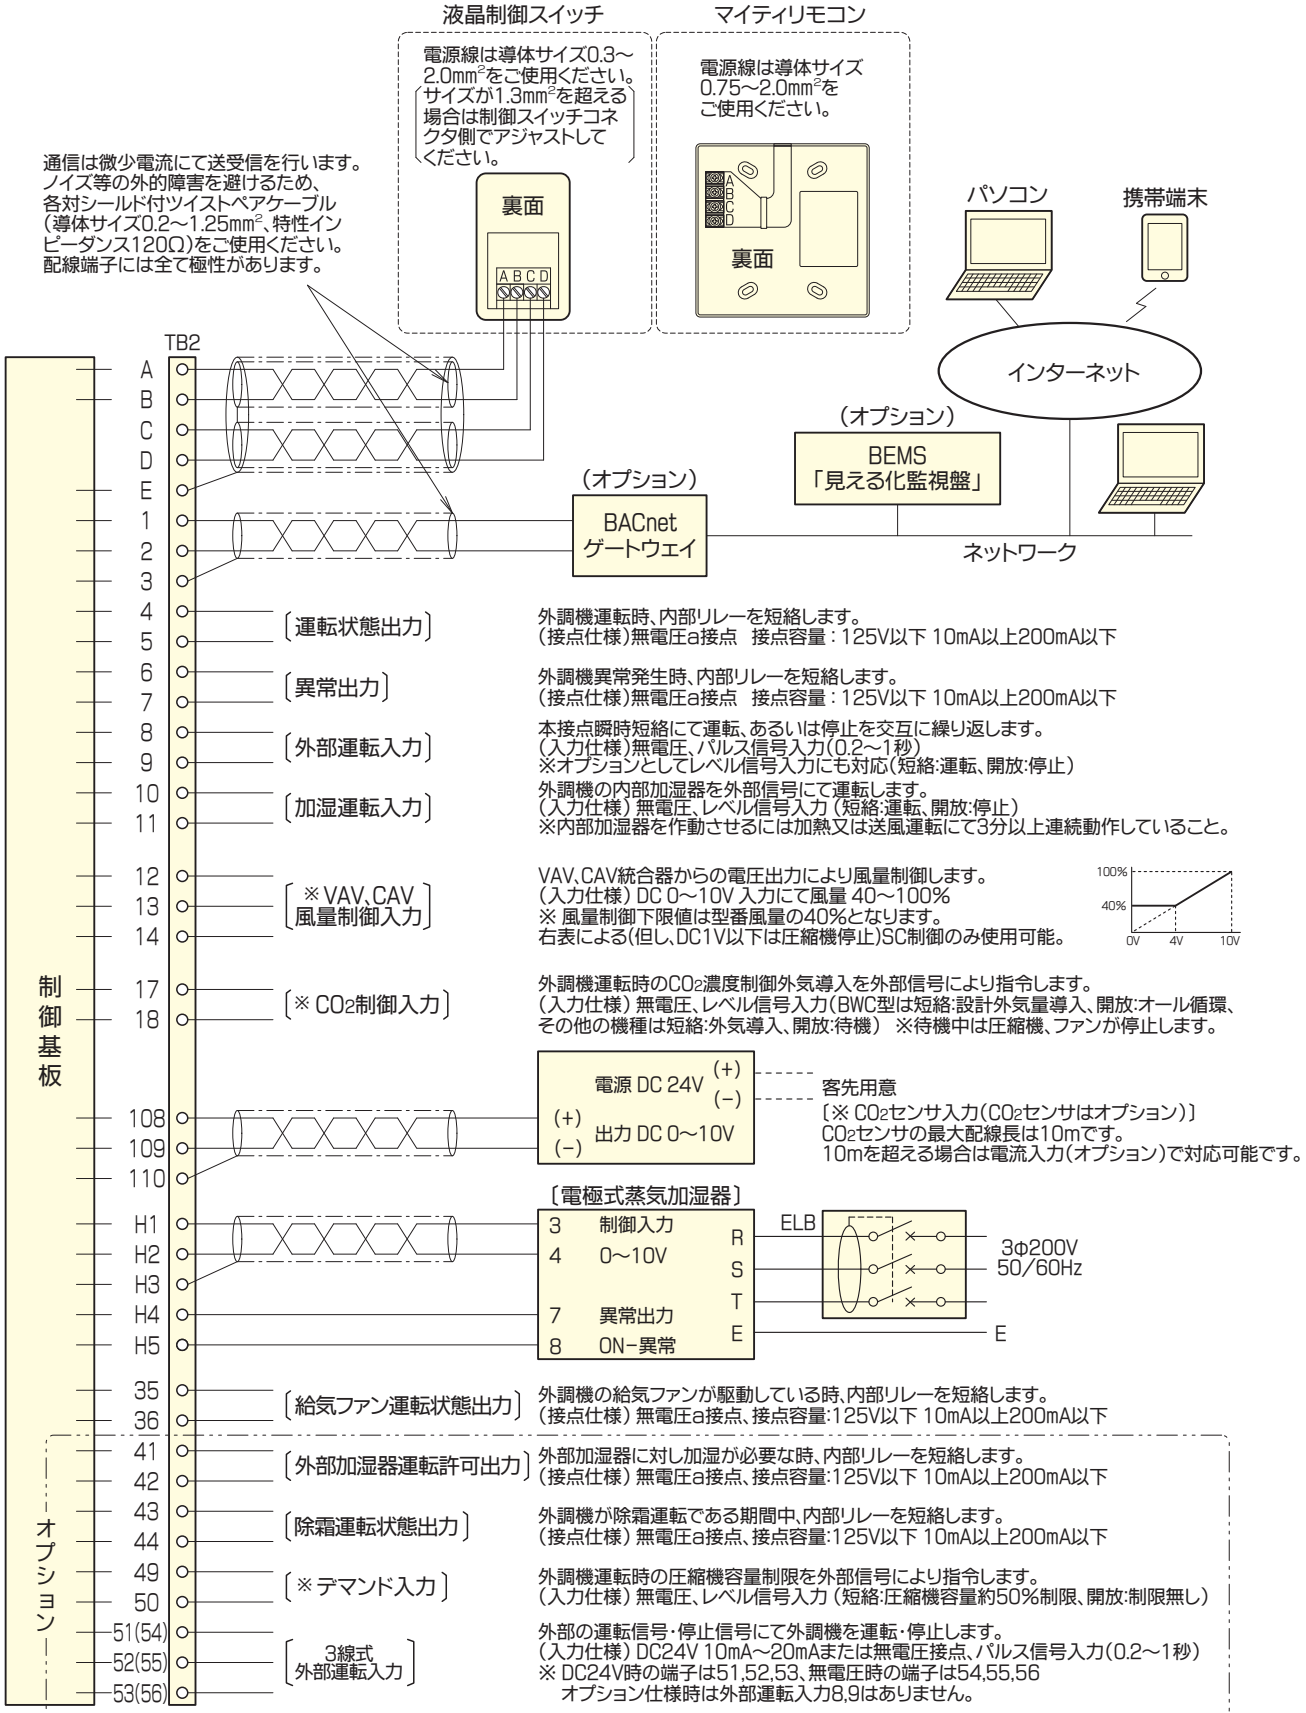 液晶制御スイッチ
マイティリモコン
電源線は導体サイズ0.3～
2.0mm²をご使用ください。
サイズが1.3mm²を超える
場合は制御スイッチコネ
クタ側でアジャストして
ください。
電源線は導体サイズ
0.75～2.0mm²を
ご使用ください。
通信は微少電流にて送受信を行います。
ノイズ等の外的障害を避けるため、
各対シールド付ツイストペアケーブル
(導体サイズ0.2～1.25mm²、特性イン
ピーダンス120Ω)をご使用ください。
配線端子には全て極性があります。
裏面
A B C D
A
B
C
D
裏面
パソコン
携帯端末
インターネット
TB2
A
B
C
D
E
1
2
3
(オプション)
BACnet
ゲートウェイ
(オプション)
BEMS
「見える化監視盤」
ネットワーク
4
5
〔運転状態出力〕
外調機運転時、内部リレーを短絡します。
(接点仕様)無電圧a接点 接点容量：125V以下 10mA以上200mA以下
6
7
〔異常出力〕
外調機異常発生時、内部リレーを短絡します。
(接点仕様)無電圧a接点 接点容量：125V以下 10mA以上200mA以下
8
9
〔外部運転入力〕
本接点瞬時短絡にて運転、あるいは停止を交互に繰り返します。
(入力仕様)無電圧、パルス信号入力(0.2～1秒)
※オプションとしてレベル信号入力にも対応(短絡:運転、開放:停止)
10
11
〔加湿運転入力〕
外調機の内部加湿器を外部信号にて運転します。
(入力仕様) 無電圧、レベル信号入力 (短絡:運転、開放:停止)
※内部加湿器を作動させるには加熱又は送風運転にて3分以上連続動作していること。
12
13
14
※ VAV、CAV
風量制御入力
VAV、CAV統合器からの電圧出力により風量制御します。
(入力仕様) DC 0～10V 入力にて風量 40～100%
※ 風量制御下限値は型番風量の40%となります。
右表による(但し、DC1V以下は圧縮機停止)SC制御のみ使用可能。
100%
40%
0V 4V 10V
制御基板
17
18
〔※ CO2制御入力〕
外調機運転時のCO2濃度制御外気導入を外部信号により指令します。
(入力仕様) 無電圧、レベル信号入力(BWC型は短絡:設計外気量導入、開放:オール循環、
その他の機種は短絡:外気導入、開放:待機) ※待機中は圧縮機、ファンが停止します。
108
109
110
電源 DC 24V
(+)
(−)
(+)
(−)
出力 DC 0～10V
客先用意
〔※ CO2センサ入力(CO2センサはオプション)〕
CO2センサの最大配線長は10mです。
10mを超える場合は電流入力(オプション)で対応可能です。
〔電極式蒸気加湿器〕
H1
H2
H3
H4
H5
3 制御入力
4 0～10V
7 異常出力
8 ON−異常
R
S
T
E
ELB
3Φ200V
50/60Hz
E
35
36
〔給気ファン運転状態出力〕
外調機の給気ファンが駆動している時、内部リレーを短絡します。
(接点仕様) 無電圧a接点、接点容量:125V以下 10mA以上200mA以下
オプション
41
42
〔外部加湿器運転許可出力〕
外部加湿器に対し加湿が必要な時、内部リレーを短絡します。
(接点仕様) 無電圧a接点、接点容量:125V以下 10mA以上200mA以下
43
44
〔除霜運転状態出力〕
外調機が除霜運転である期間中、内部リレーを短絡します。
(接点仕様) 無電圧a接点、接点容量:125V以下 10mA以上200mA以下
49
50
〔※ デマンド入力〕
外調機運転時の圧縮機容量制限を外部信号により指令します。
(入力仕様) 無電圧、レベル信号入力 (短絡:圧縮機容量約50%制限、開放:制限無し)
51(54)
52(55)
53(56)
3線式
外部運転入力
外部の運転信号・停止信号にて外調機を運転・停止します。
(入力仕様) DC24V 10mA～20mAまたは無電圧接点、パルス信号入力(0.2～1秒)
※ DC24V時の端子は51,52,53、無電圧時の端子は54,55,56
オプション仕様時は外部運転入力8,9はありません。